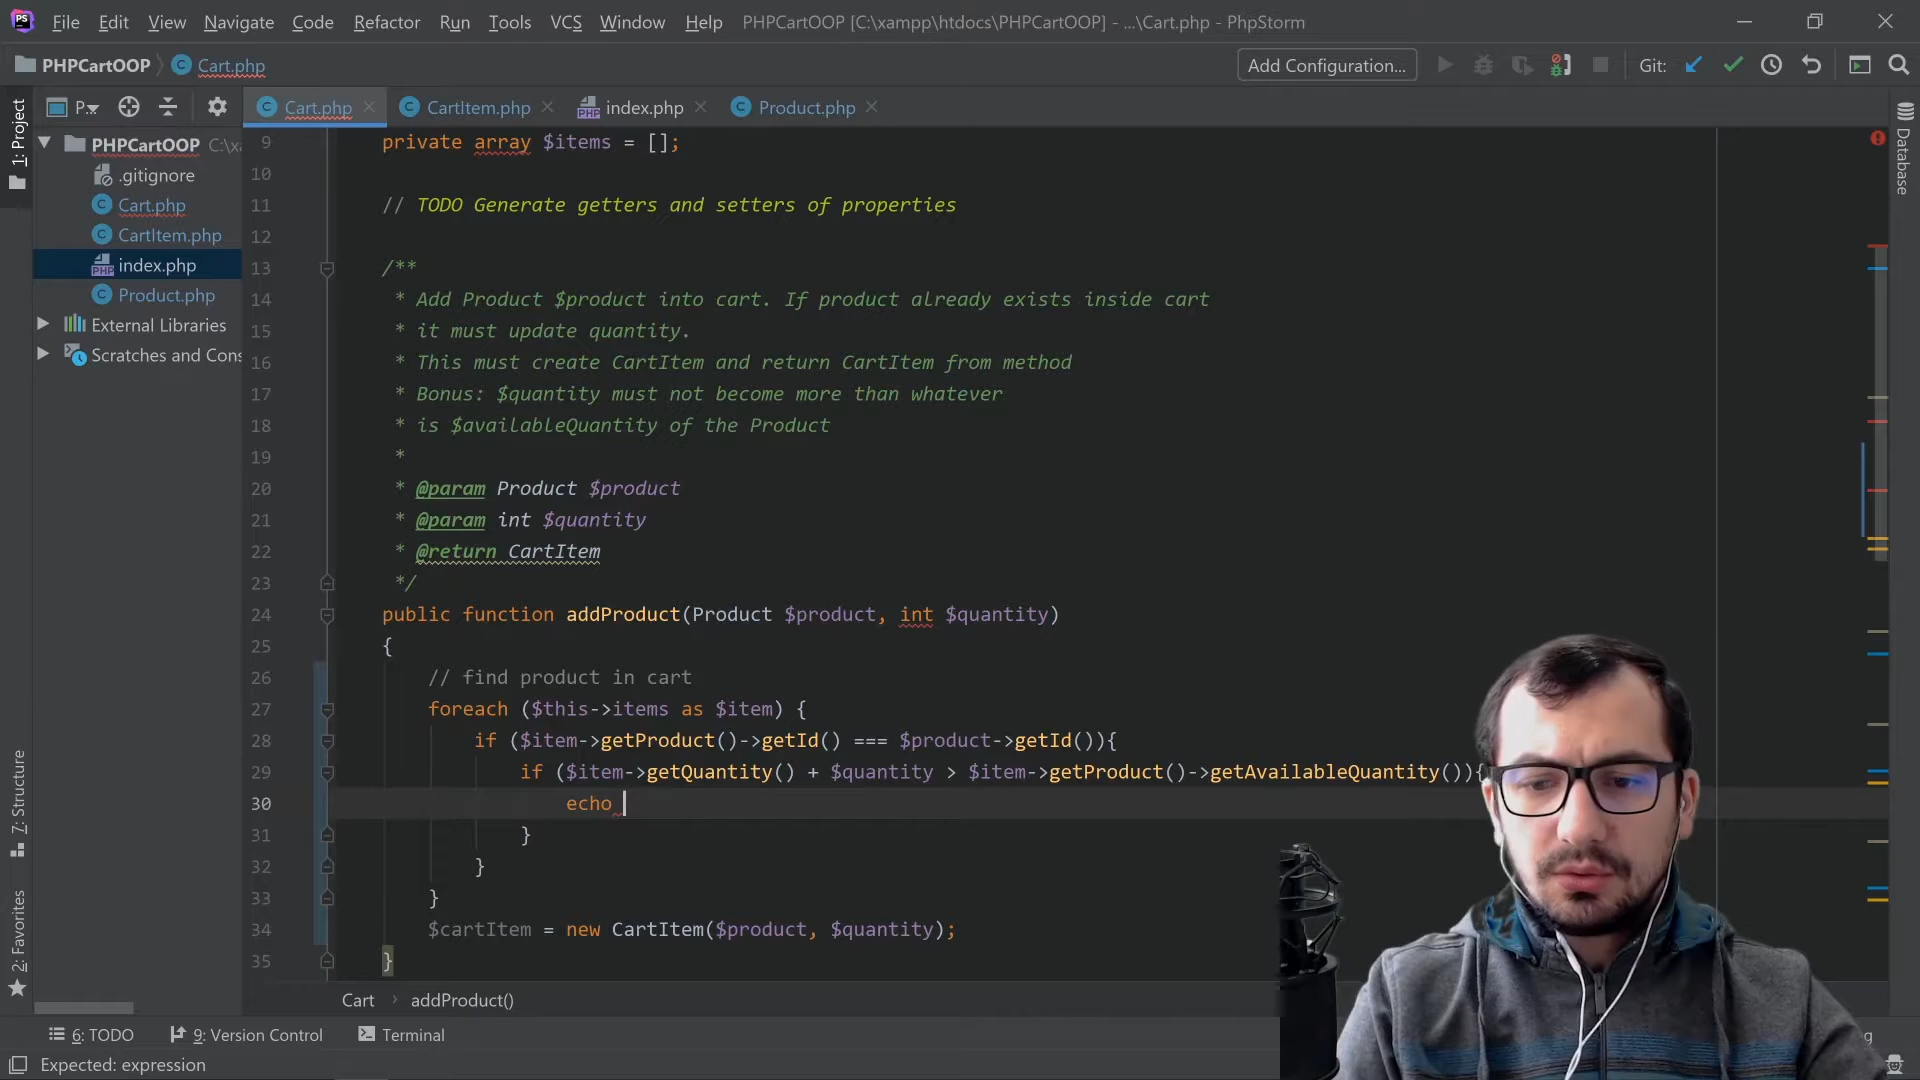 PS File Edit View Navigate Code Refactor Run Tools VCS Window Help PHPCartOOP [C:\xampp\htdocs\PHPCartOOP] - ...\Cart.php - PhpStorm
PHPCartOOP Cart.php Add Configuration... Git:
1: Project
P...
Cart.php CartItem.php index.php Product.php
PHPCartOOP C:\xa
.gitignore
Cart.php
CartItem.php
index.php
Product.php
External Libraries
Scratches and Cons
7: Structure
2: Favorites
Database
9 private array $items = [];
10
11 // TODO Generate getters and setters of properties
12
13 /**
14 * Add Product $product into cart. If product already exists inside cart
15 * it must update quantity.
16 * This must create CartItem and return CartItem from method
17 * Bonus: $quantity must not become more than whatever
18 * is $availableQuantity of the Product
19 *
20 * @param Product $product
21 * @param int $quantity
22 * @return CartItem
23 */
24 public function addProduct(Product $product, int $quantity)
25 {
26 // find product in cart
27 foreach ($this->items as $item) {
28 if ($item->getProduct()->getId() === $product->getId()){
29 if ($item->getQuantity() + $quantity > $item->getProduct()->getAvailableQuantity()){
30 echo
31 }
32 }
33 }
34 $cartItem = new CartItem($product, $quantity);
35 }
Cart › addProduct()
6: TODO 9: Version Control Terminal
Expected: expression